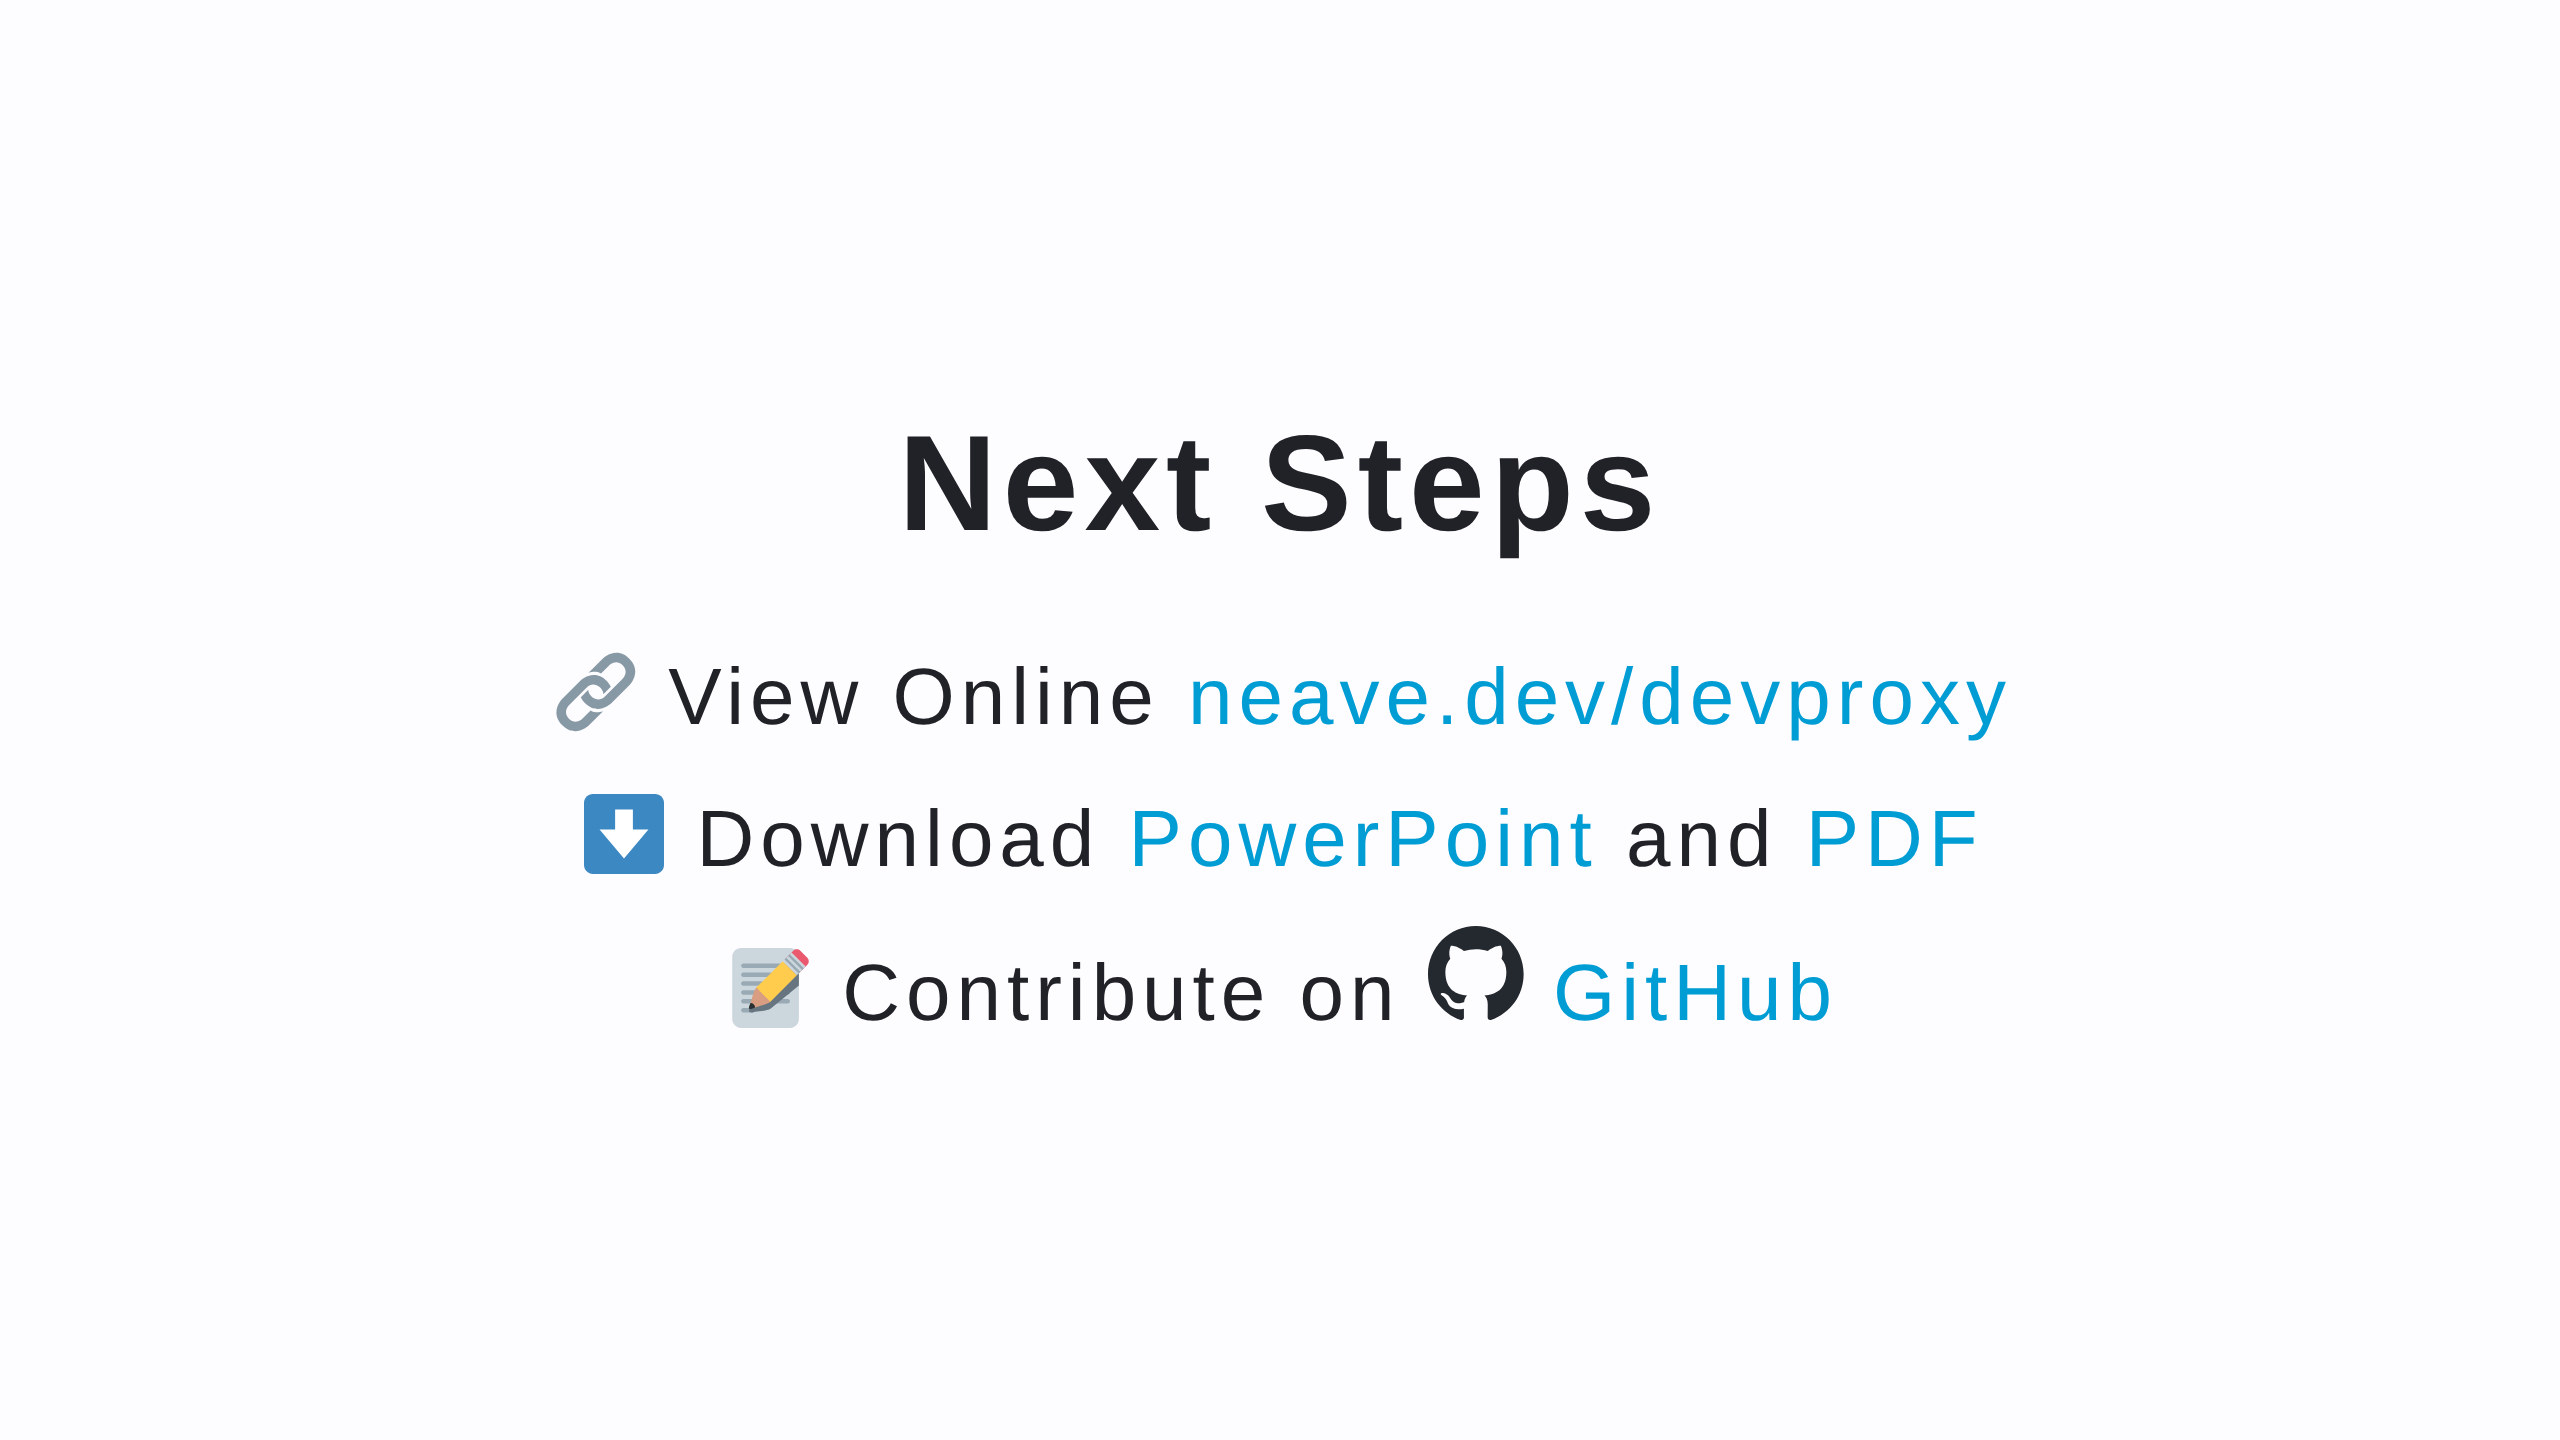 Next Steps
View Online neave.dev/devproxy
Download PowerPoint and PDF
Contribute on GitHub